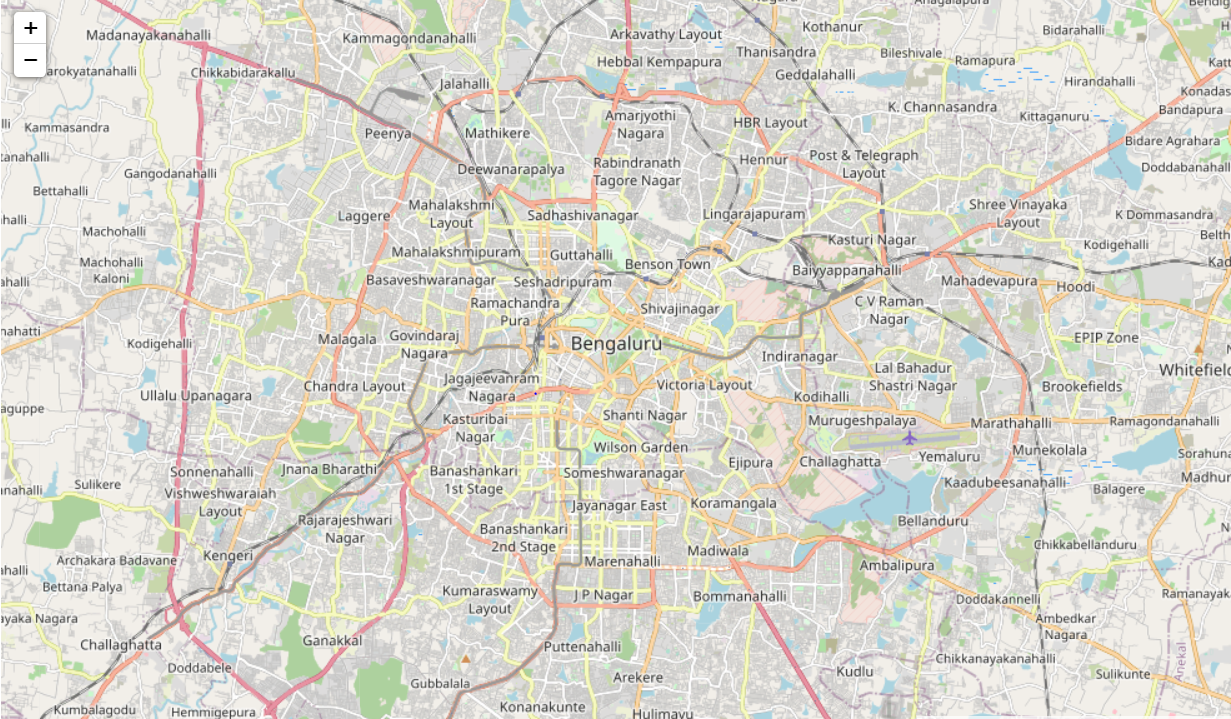 +
−
Madanayakanahalli
Kammagondanahalli
Arkavathy Layout
Kothanur
Bidarahalli
Thanisandra
Bileshivale
Hebbal Kempapura
Ramapura
Chikkabidarakallu
Jalahalli
Geddalahalli
Hirandahalli
K. Channasandra
Bandapura
Kammasandra
Peenya
Mathikere
Amarjyothi
Nagara
HBR Layout
Kittaganuru
Bidare Agrahara
Gangodanahalli
Deewanarapalya
Rabindranath
Tagore Nagar
Hennur
Post & Telegraph
Layout
Bettahalli
Laggere
Mahalakshmi
Layout
Sadhashivanagar
Lingarajapuram
Shree Vinayaka
Layout
K Dommasandra
Machohalli
Mahalakshmipuram
Guttahalli
Benson Town
Kasturi Nagar
Kodigehalli
Machohalli
Kaloni
Basaveshwaranagar
Seshadripuram
Baiyyappanahalli
Mahadevapura
Hoodi
Ramachandra
Pura
Shivajinagar
C V Raman
Nagar
Kodigehalli
Malagala
Govindaraj
Nagara
Bengaluru
Indiranagar
EPIP Zone
Lal Bahadur
Shastri Nagar
Ullalu Upanagara
Chandra Layout
Jagajeevanram
Nagara
Victoria Layout
Kodihalli
Brookefields
Kasturibai
Nagar
Shanti Nagar
Murugeshpalaya
Marathahalli
Ramagondanahalli
Wilson Garden
Munekolala
Sonnenahalli
Jnana Bharathi
Banashankari
1st Stage
Someshwaranagar
Ejipura
Challaghatta
Yemaluru
Sulikere
Vishweshwaraiah
Layout
Jayanagar East
Koramangala
Kaadubeesanahalli
Balagere
Rajarajeshwari
Nagar
Banashankari
2nd Stage
Bellanduru
Chikkabellanduru
Archakara Badavane
Kengeri
Marenahalli
Madiwala
Ambalipura
Bettana Palya
Kumaraswamy
Layout
J P Nagar
Bommanahalli
Doddakannelli
Ambedkar
Nagara
Challaghatta
Ganakkal
Puttenahalli
Chikkanayakanahalli
Anekal
Doddabele
Gubbalala
Arekere
Kudlu
Sulikunte
Kumbalagodu
Hemmigepura
Konanakunte
Hulimavu